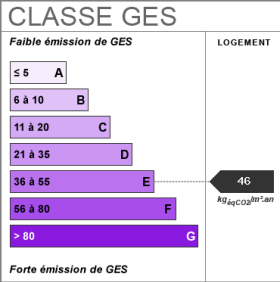 CLASSE GES
Faible émission de GES
LOGEMENT
≤ 5 A
6 à 10 B
11 à 20 C
21 à 35 D
36 à 55 E
46
kgéqCO2/m².an
56 à 80 F
> 80 G
Forte émission de GES